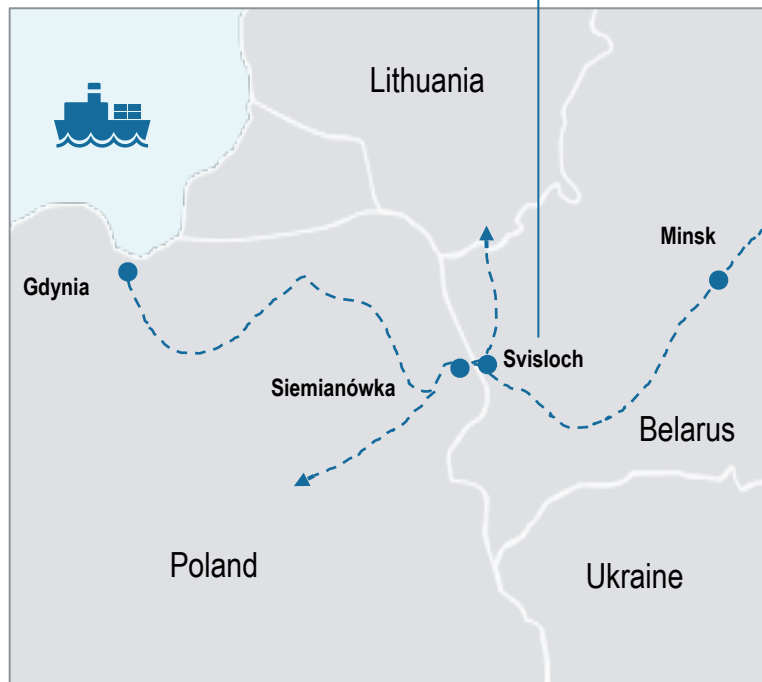 Lithuania
Minsk
Gdynia
Svisloch
Siemianówka
Belarus
Poland
Ukraine